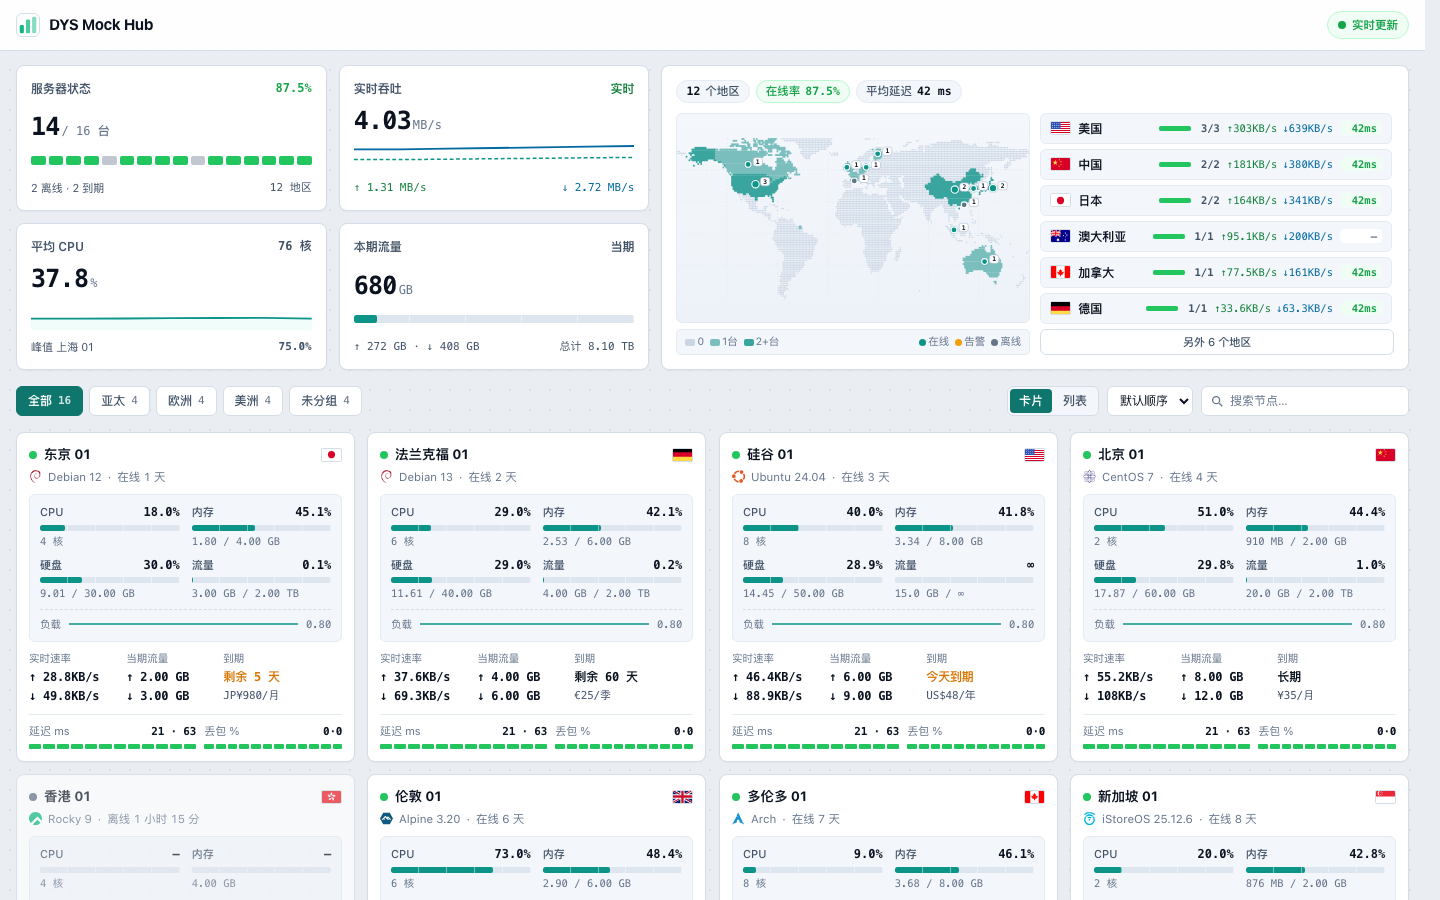 DYS Mock Hub
实时更新
服务器状态 87.5%
14 / 16 台
2 离线 · 2 到期 12 地区
实时吞吐 实时
4.03 MB/s
↑ 1.31 MB/s ↓ 2.72 MB/s
平均 CPU 76 核
37.8 %
峰值 上海 01 75.0%
本期流量 当期
680 GB
↑ 272 GB · ↓ 408 GB 总计 8.10 TB
12 个地区 在线率 87.5% 平均延迟 42 ms
1
3
1
1
1
1
2
1
2
1
1
1
0 1台 2+台 在线 告警 离线
美国 3/3 ↑303KB/s ↓639KB/s 42ms
中国 2/2 ↑181KB/s ↓380KB/s 42ms
日本 2/2 ↑164KB/s ↓341KB/s 42ms
澳大利亚 1/1 ↑95.1KB/s ↓200KB/s —
加拿大 1/1 ↑77.5KB/s ↓161KB/s 42ms
德国 1/1 ↑33.6KB/s ↓63.3KB/s 42ms
另外 6 个地区
全部 16 亚太 4 欧洲 4 美洲 4 未分组 4
卡片 列表 默认顺序 搜索节点...
东京 01
Debian 12 · 在线 1 天
CPU 18.0% 内存 45.1%
4 核 1.80 / 4.00 GB
硬盘 30.0% 流量 0.1%
9.01 / 30.00 GB 3.00 GB / 2.00 TB
负载 0.80
实时速率 当期流量 到期
↑ 28.8KB/s ↑ 2.00 GB 剩余 5 天
↓ 49.8KB/s ↓ 3.00 GB JP¥980/月
延迟 ms 21 · 63 丢包 % 0·0
法兰克福 01
Debian 13 · 在线 2 天
CPU 29.0% 内存 42.1%
6 核 2.53 / 6.00 GB
硬盘 29.0% 流量 0.2%
11.61 / 40.00 GB 4.00 GB / 2.00 TB
负载 0.80
实时速率 当期流量 到期
↑ 37.6KB/s ↑ 4.00 GB 剩余 60 天
↓ 69.3KB/s ↓ 6.00 GB €25/季
延迟 ms 21 · 63 丢包 % 0·0
硅谷 01
Ubuntu 24.04 · 在线 3 天
CPU 40.0% 内存 41.8%
8 核 3.34 / 8.00 GB
硬盘 28.9% 流量 ∞
14.45 / 50.00 GB 15.0 GB / ∞
负载 0.80
实时速率 当期流量 到期
↑ 46.4KB/s ↑ 6.00 GB 今天到期
↓ 88.9KB/s ↓ 9.00 GB US$48/年
延迟 ms 21 · 63 丢包 % 0·0
北京 01
CentOS 7 · 在线 4 天
CPU 51.0% 内存 44.4%
2 核 910 MB / 2.00 GB
硬盘 29.8% 流量 1.0%
17.87 / 60.00 GB 20.0 GB / 2.00 TB
负载 0.80
实时速率 当期流量 到期
↑ 55.2KB/s ↑ 8.00 GB 长期
↓ 108KB/s ↓ 12.0 GB ¥35/月
延迟 ms 21 · 63 丢包 % 0·0
香港 01
Rocky 9 · 离线 1 小时 15 分
CPU — 内存 —
4 核 4.00 GB
伦敦 01
Alpine 3.20 · 在线 6 天
CPU 73.0% 内存 48.4%
6 核 2.90 / 6.00 GB
多伦多 01
Arch · 在线 7 天
CPU 9.0% 内存 46.1%
8 核 3.68 / 8.00 GB
新加坡 01
iStoreOS 25.12.6 · 在线 8 天
CPU 20.0% 内存 42.8%
2 核 876 MB / 2.00 GB